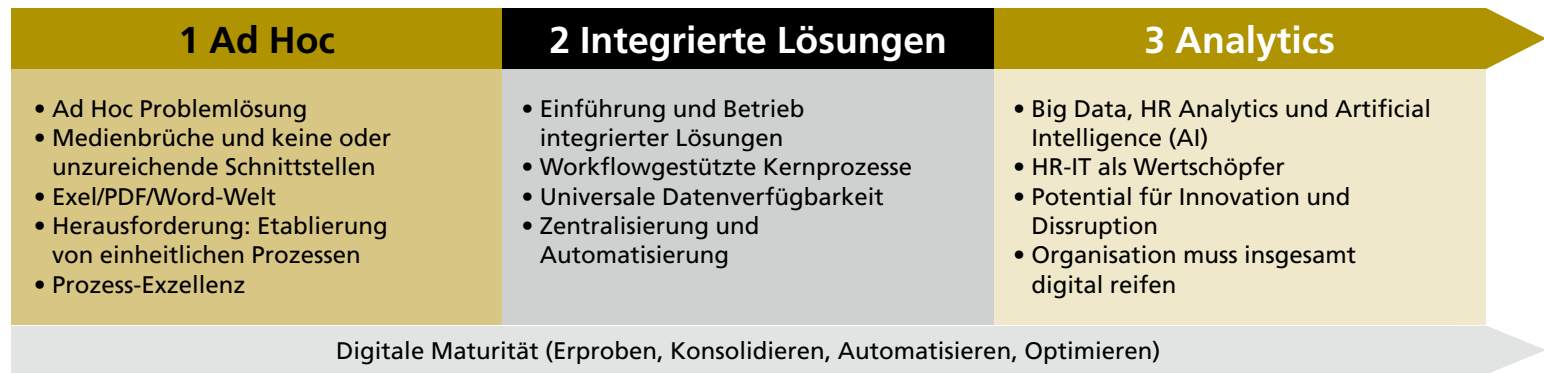 1 Ad Hoc
• Ad Hoc Problemlösung
• Medienbrüche und keine oder
unzureichende Schnittstellen
• Exel/PDF/Word-Welt
• Herausforderung: Etablierung
von einheitlichen Prozessen
• Prozess-Exzellenz
2 Integrierte Lösungen
• Einführung und Betrieb
integrierter Lösungen
• Workflowgestützte Kernprozesse
• Universale Datenverfügbarkeit
• Zentralisierung und
Automatisierung
3 Analytics
• Big Data, HR Analytics und Artificial
Intelligence (AI)
• HR-IT als Wertschöpfer
• Potential für Innovation und
Dissruption
• Organisation muss insgesamt
digital reifen
Digitale Maturität (Erproben, Konsolidieren, Automatisieren, Optimieren)